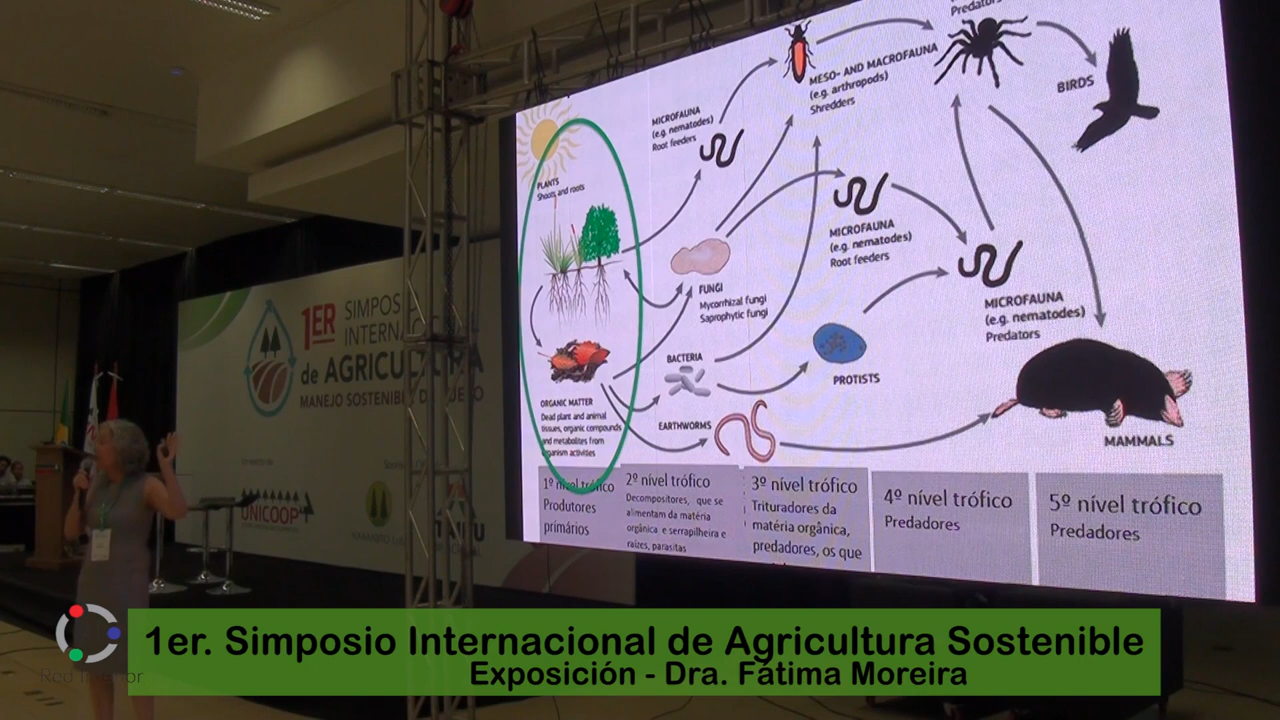 Predators
BIRDS
MESO- AND MACROFAUNA
(e.g. arthropods)
Shredders
MICROFAUNA
(e.g. nematodes)
Root feeders
PLANTS
Shoots and roots
MICROFAUNA
(e.g. nematodes)
Root feeders
FUNGI
Mycorrhizal fungi
Saprophytic fungi
MICROFAUNA
(e.g. nematodes)
Predators
BACTERIA
PROTISTS
ORGANIC MATTER
Dead plant and animal
tissues, organic compounds
and metabolites from
organism activities
EARTHWORMS
MAMMALS
1º nível trófico
Produtores
primários
2º nível trófico
Decompositores, que se
alimentam da matéria
orgânica e serrapilheira e
raízes, parasitas
3º nível trófico
Trituradores da
matéria orgânica,
predadores, os que
4º nível trófico
Predadores
5º nível trófico
Predadores
1ER SIMPOS
INTERNA
de AGRICULTURA
MANEJO SOSTENIBLE DE SUELO
UNICOOP
1er. Simposio Internacional de Agricultura Sostenible
Exposición - Dra. Fátima Moreira
Red Interior